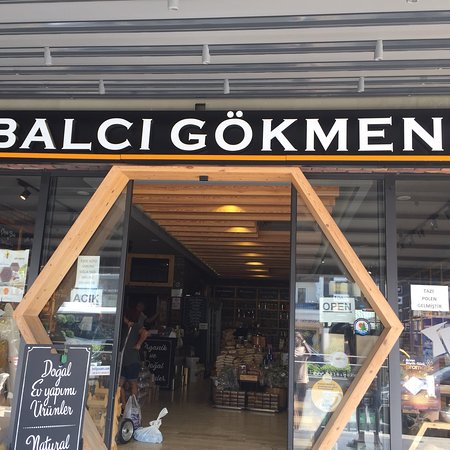 BALCI GÖKMEN
AÇIK
OPEN
TAZE
POLEN
GELMİŞTİR
Doğal
Ev yapımı
Ürünler
Natural